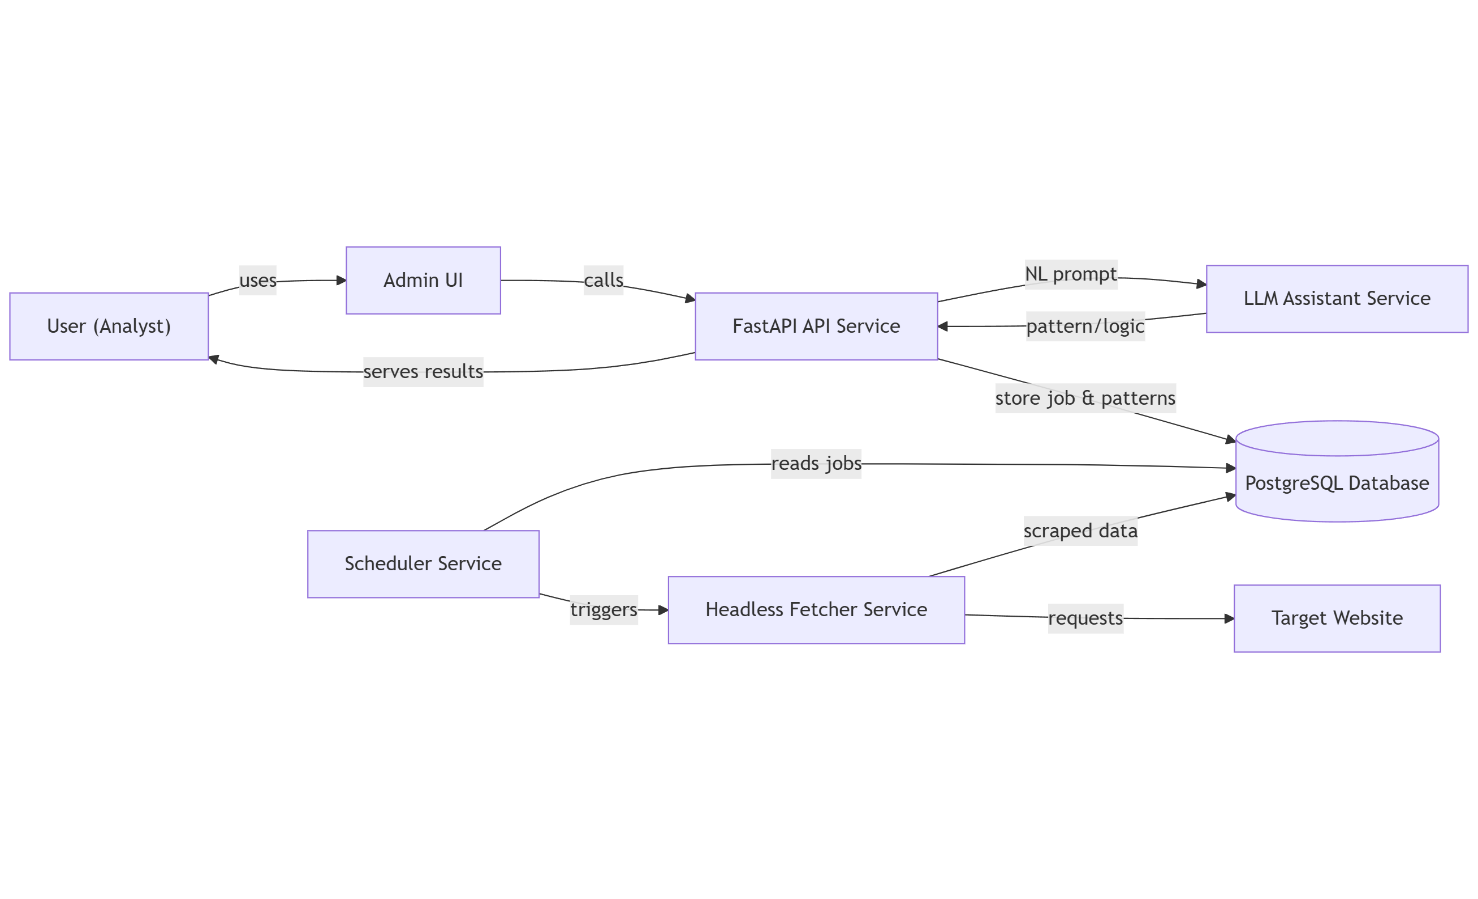 User (Analyst)
uses
Admin UI
calls
serves results
FastAPI API Service
NL prompt
pattern/logic
LLM Assistant Service
store job & patterns
reads jobs
PostgreSQL Database
scraped data
Scheduler Service
triggers
Headless Fetcher Service
requests
Target Website